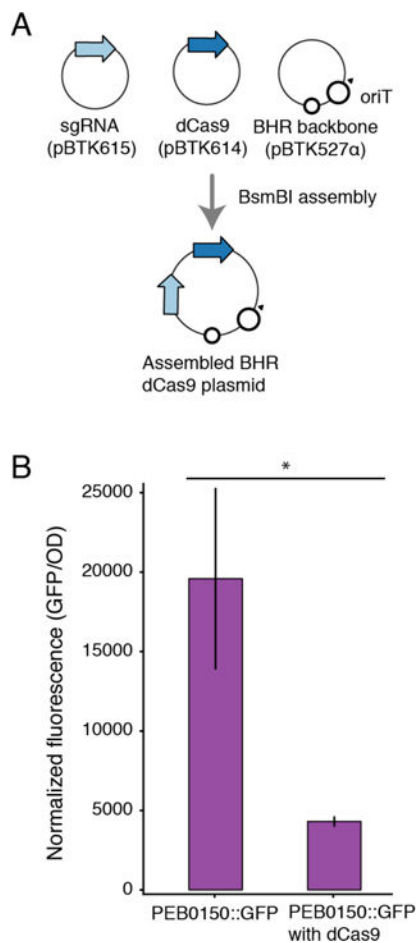 A
sgRNA
(pBTK615)
dCas9
(pBTK614)
oriT
BHR backbone
(pBTK527α)
BsmBI assembly
Assembled BHR
dCas9 plasmid
B
*
Normalized fluorescence (GFP/OD)
25000
20000
15000
10000
5000
0
PEB0150::GFP
PEB0150::GFP
with dCas9